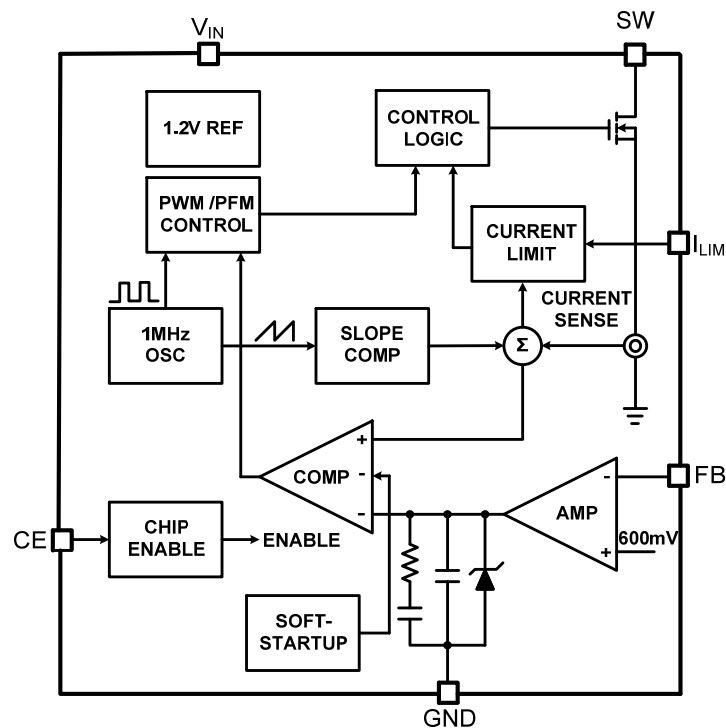 VIN
SW
1.2V REF
CONTROL
LOGIC
PWM /PFM
CONTROL
CURRENT
LIMIT
ILIM
CURRENT
SENSE
1MHz
OSC
SLOPE
COMP
Σ
+
COMP
-
-
-
FB
AMP
600mV
+
CE
CHIP
ENABLE
ENABLE
SOFT-
STARTUP
GND